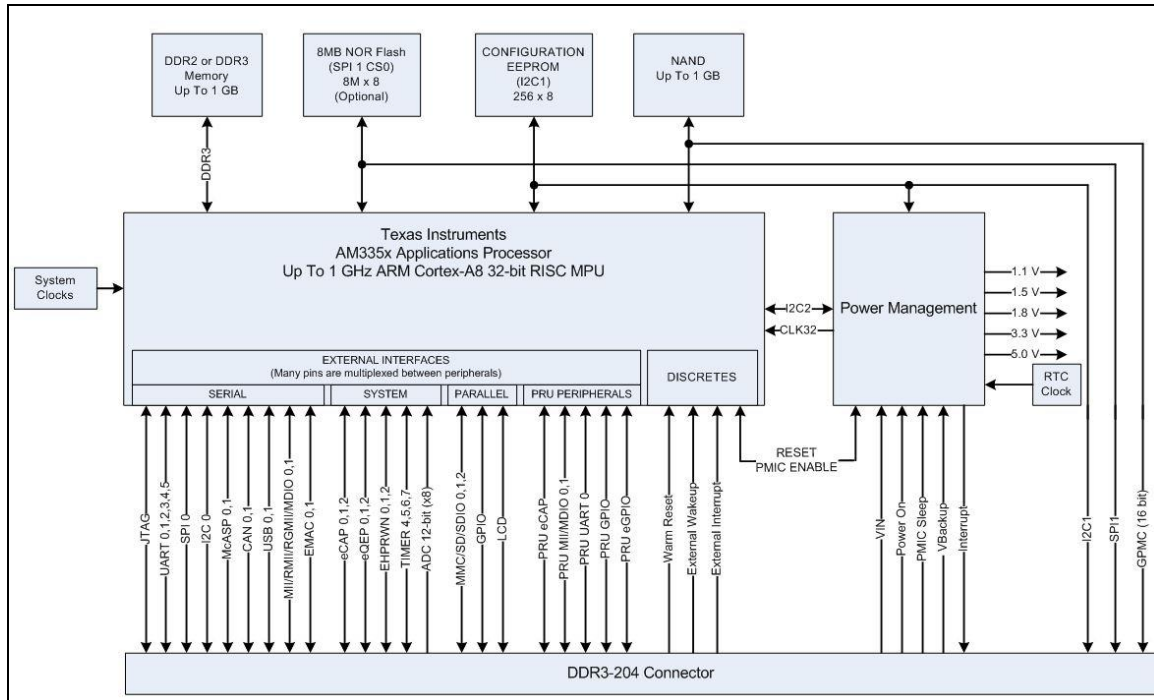 DDR2 or DDR3
Memory
Up To 1 GB
8MB NOR Flash
(SPI 1 CS0)
8M x 8
(Optional)
CONFIGURATION
EEPROM
(I2C1)
256 x 8
NAND
Up To 1 GB
DDR3
Texas Instruments
AM335x Applications Processor
Up To 1 GHz ARM Cortex-A8 32-bit RISC MPU
System
Clocks
I2C2
CLK32
Power Management
1.1 V
1.5 V
1.8 V
3.3 V
5.0 V
RTC
Clock
EXTERNAL INTERFACES
(Many pins are multiplexed between peripherals)
SERIAL
SYSTEM
PARALLEL
PRU PERIPHERALS
DISCRETES
RESET
PMIC ENABLE
JTAG
UART 0,1,2,3,4,5
SPI 0
I2C 0
McASP 0,1
CAN 0,1
USB 0,1
MII/RMII/RGMII/MDIO 0,1
EMAC 0,1
eCAP 0,1,2
eQEP 0,1,2
EHPRWN 0,1,2
TIMER 4,5,6,7
ADC 12-bit (x8)
MMC/SD/SDIO 0,1,2
GPIO
LCD
PRU eCAP
PRU MII/MDIO 0,1
PRU UART 0
PRU GPIO
PRU eGPIO
Warm Reset
External Wakeup
External Interrupt
VIN
Power On
PMIC Sleep
VBackup
Interrupt
I2C1
SPI1
GPMC (16 bit)
DDR3-204 Connector